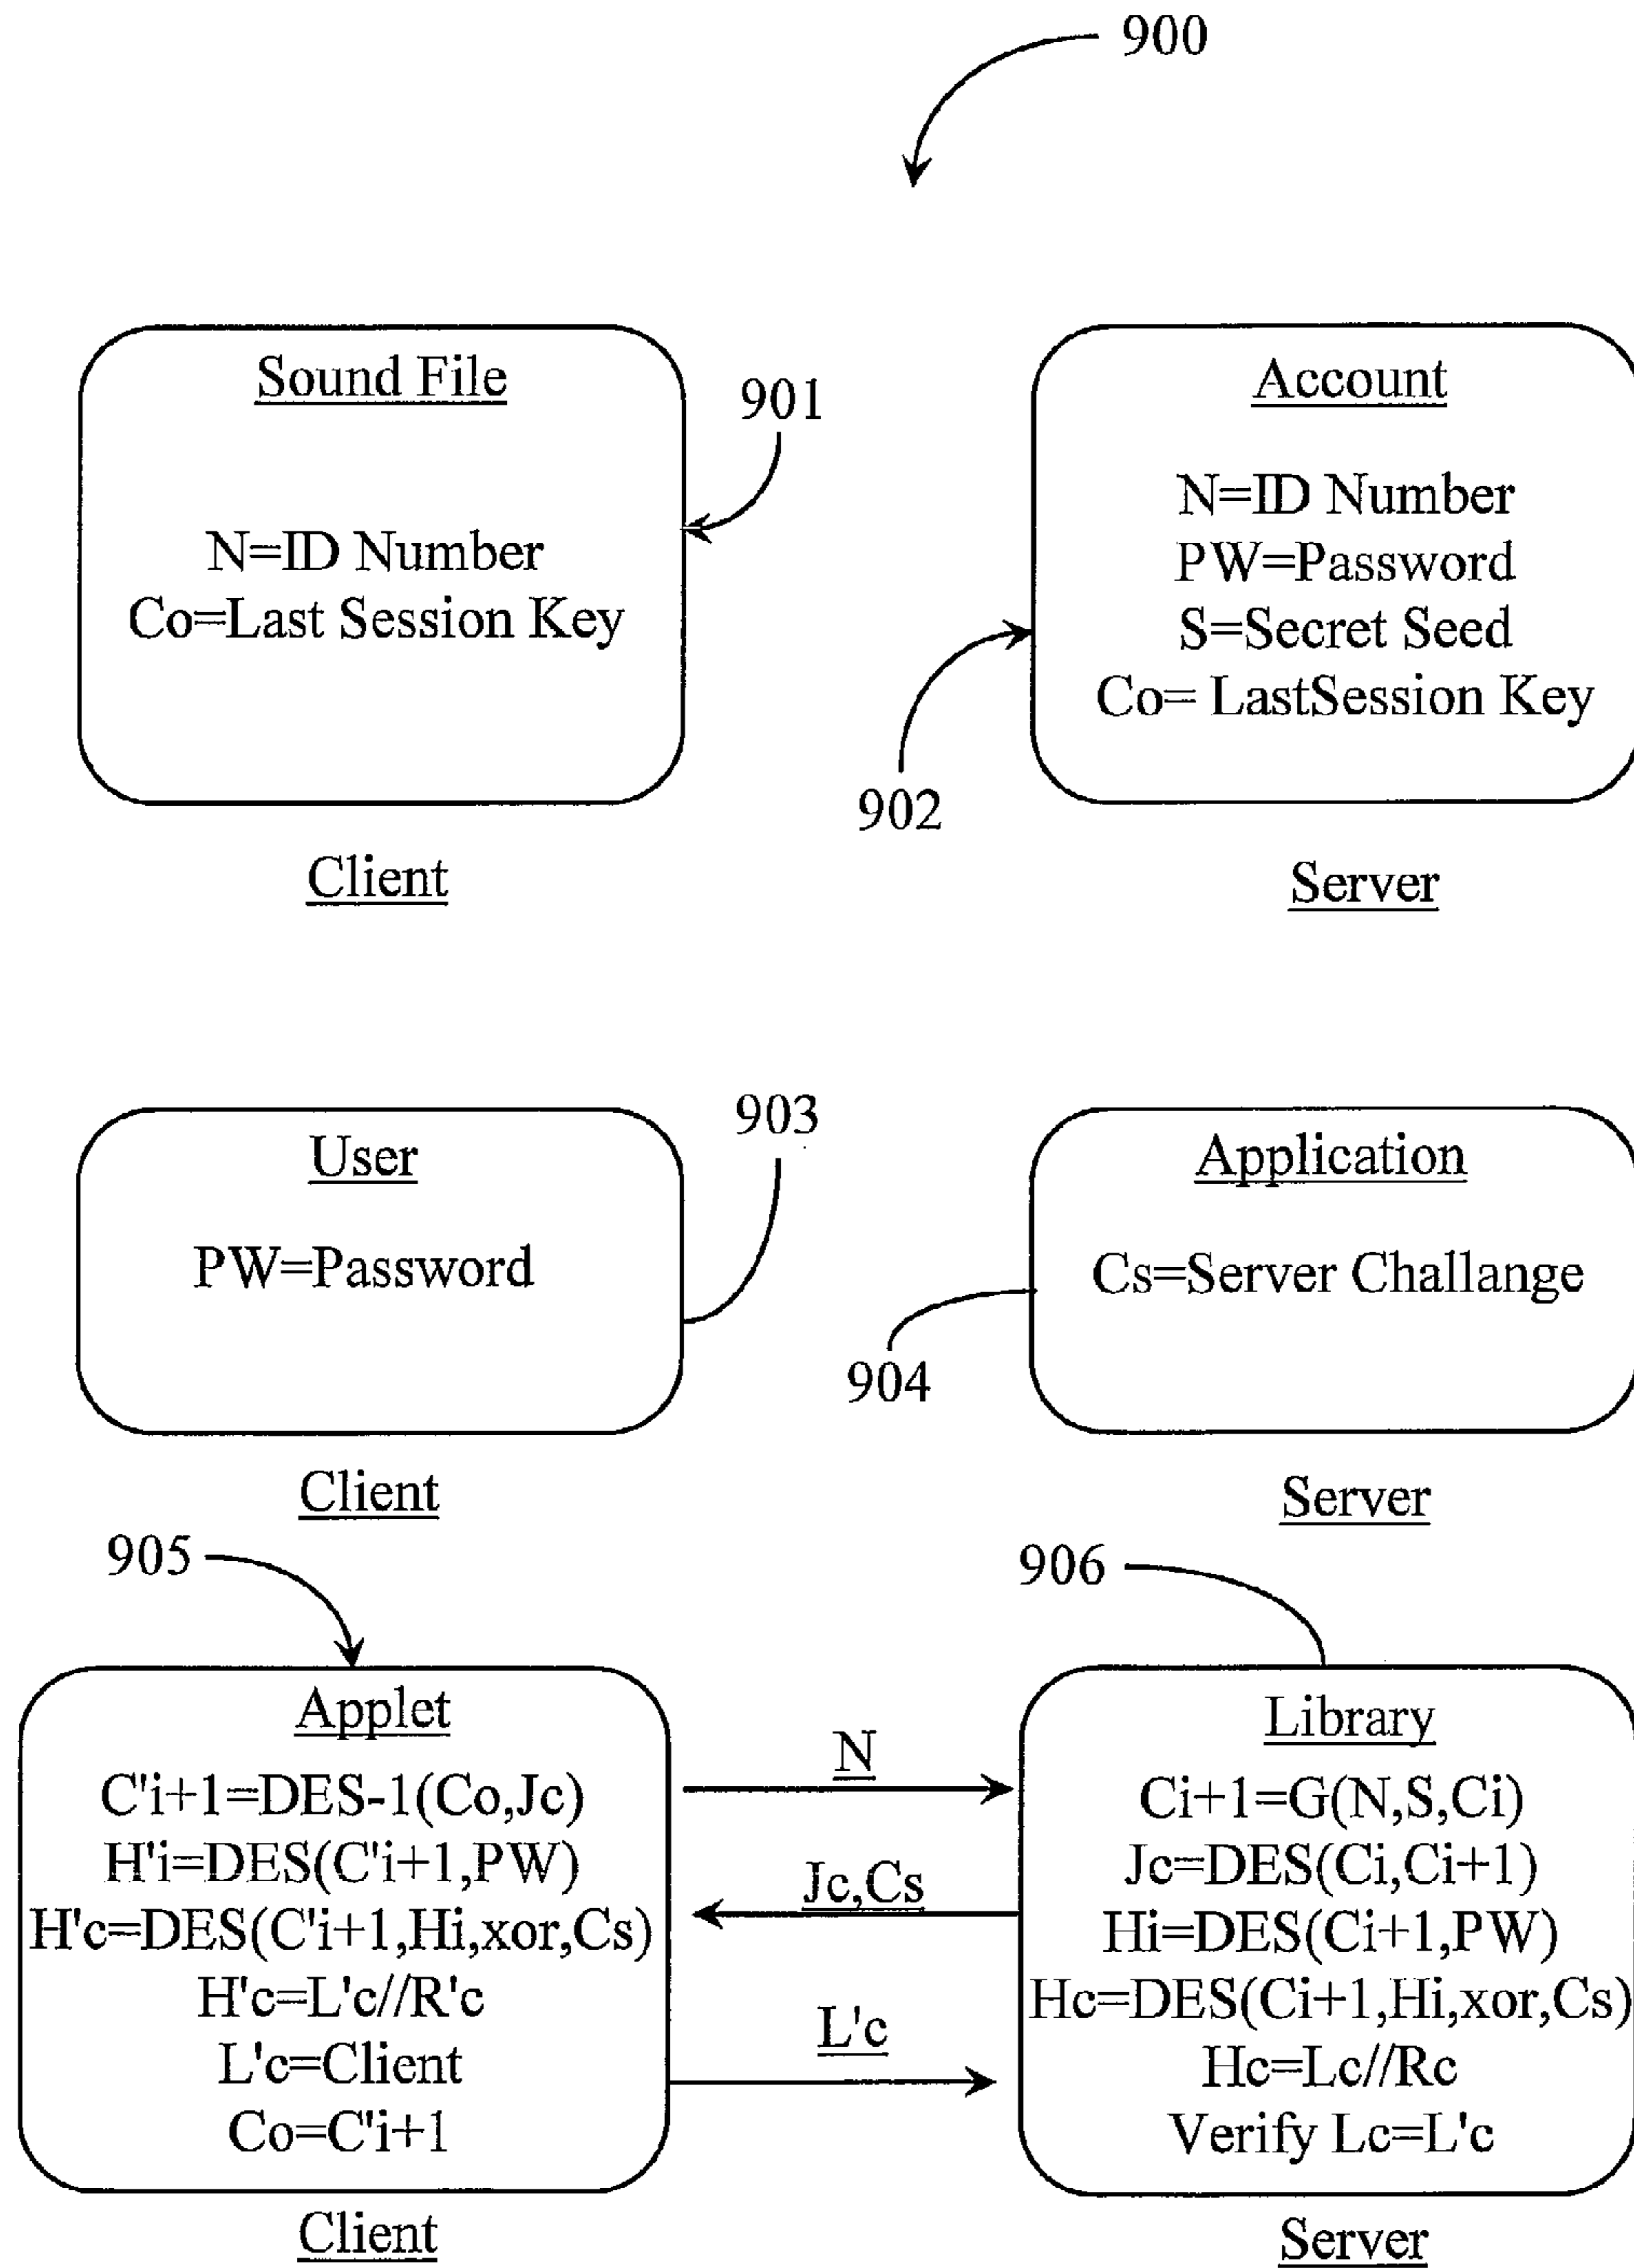 900
Sound File
N=ID Number
Co=Last Session Key
901
Account
N=ID Number
PW=Password
S=Secret Seed
Co= LastSession Key
902
Client
Server
User
PW=Password
903
Application
Cs=Server Challange
904
Client
Server
905
906
Applet
C'i+1=DES-1(Co,Jc)
H'i=DES(C'i+1,PW)
H'c=DES(C'i+1,Hi,xor,Cs)
H'c=L'c//R'c
L'c=Client
Co=C'i+1
N
Jc,Cs
L'c
Library
Ci+1=G(N,S,Ci)
Jc=DES(Ci,Ci+1)
Hi=DES(Ci+1,PW)
Hc=DES(Ci+1,Hi,xor,Cs)
Hc=Lc//Rc
Verify Lc=L'c
Client
Server